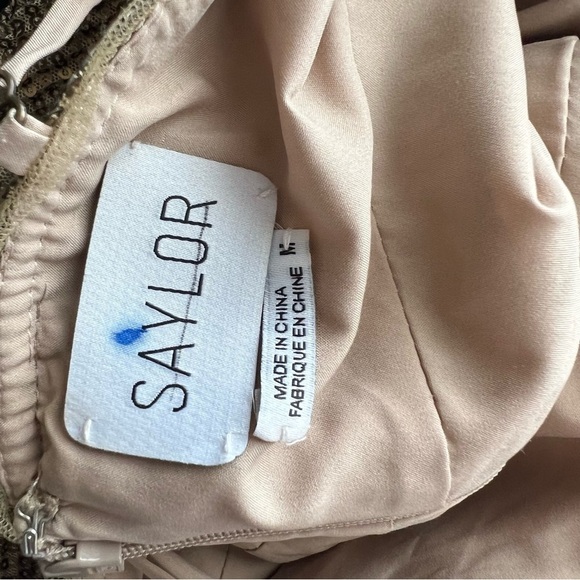 SAYLOR
M
MADE IN CHINA
FABRIQUE EN CHINE